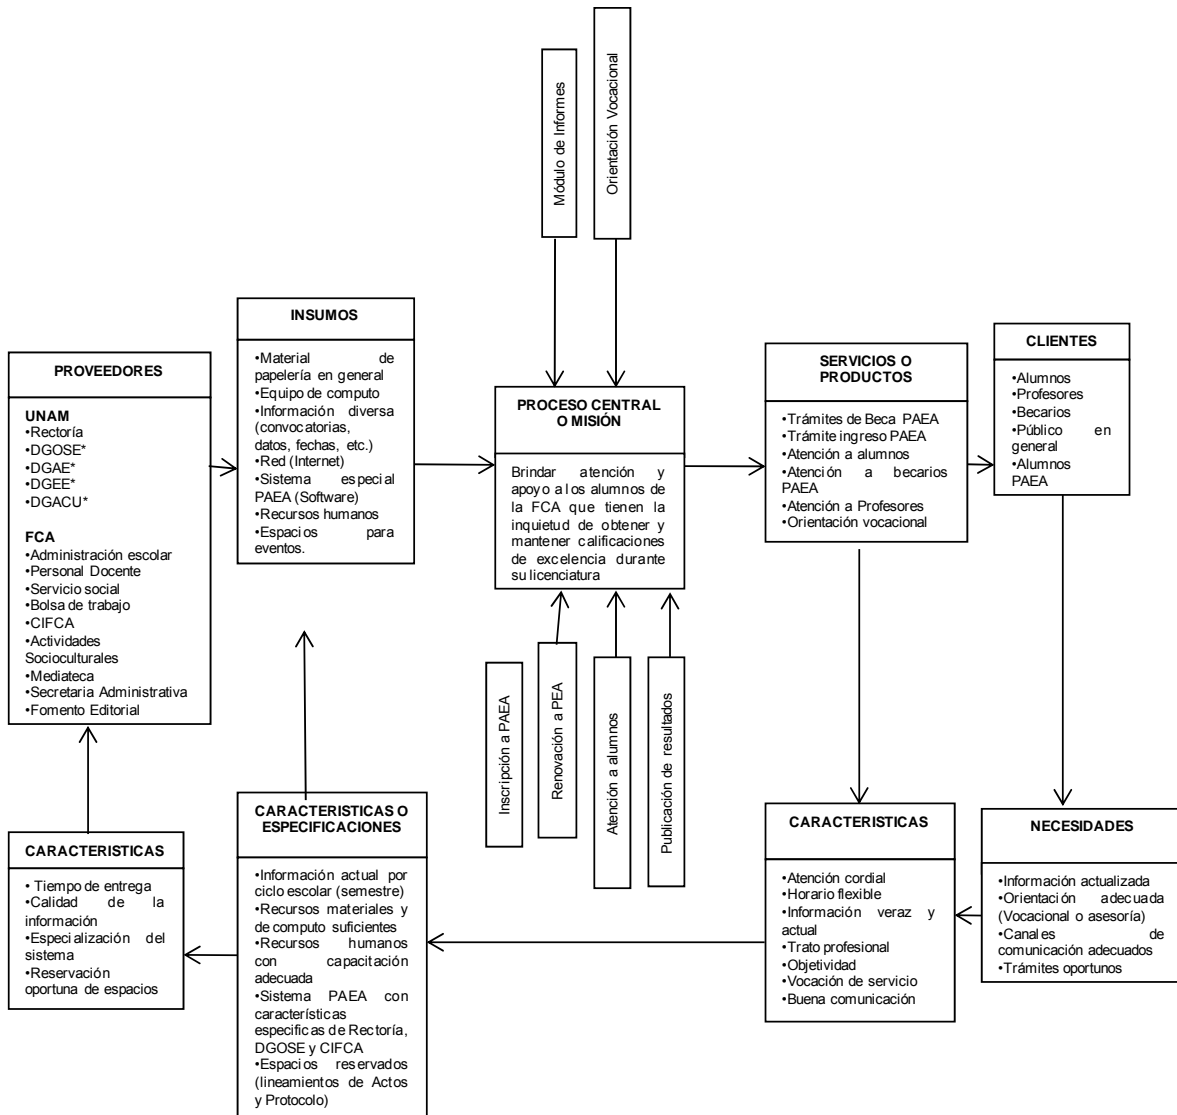 Módulo de Informes
Orientación Vocacional
PROVEEDORES
UNAM
•Rectoría
•DGOSE*
•DGAE*
•DGEE*
•DGACU*
FCA
•Administración escolar
•Personal Docente
•Servicio social
•Bolsa de trabajo
•CIFCA
•Actividades
Socioculturales
•Mediateca
•Secretaria Administrativa
•Fomento Editorial
INSUMOS
•Material de
papelería en general
•Equipo de computo
•Información diversa
(convocatorias,
datos, fechas, etc.)
•Red (Internet)
•Sistema especial
PAEA (Software)
•Recursos humanos
•Espacios para
eventos.
PROCESO CENTRAL
O MISIÓN
Brindar atención y
apoyo a los alumnos de
la FCA que tienen la
inquietud de obtener y
mantener calificaciones
de excelencia durante
su licenciatura
SERVICIOS O
PRODUCTOS
•Trámites de Beca PAEA
•Trámite ingreso PAEA
•Atención a alumnos
•Atención a becarios
PAEA
•Atención a Profesores
•Orientación vocacional
CLIENTES
•Alumnos
•Profesores
•Becarios
•Público en
general
•Alumnos
PAEA
Inscripción a PAEA
Renovación a PEA
Atención a alumnos
Publicación de resultados
CARACTERISTICAS
• Tiempo de entrega
•Calidad de la
información
•Especialización del
sistema
•Reservación
oportuna de espacios
CARACTERISTICAS O
ESPECIFICACIONES
•Información actual por
ciclo escolar (semestre)
•Recursos materiales y
de computo suficientes
•Recursos humanos
con capacitación
adecuada
•Sistema PAEA con
características
especificas de Rectoría,
DGOSE y CIFCA
•Espacios reservados
(lineamientos de Actos
y Protocolo)
CARACTERISTICAS
•Atención cordial
•Horario flexible
•Información veraz y
actual
•Trato profesional
•Objetividad
•Vocación de servicio
•Buena comunicación
NECESIDADES
•Información actualizada
•Orientación adecuada
(Vocacional o asesoría)
•Canales de
comunicación adecuados
•Trámites oportunos